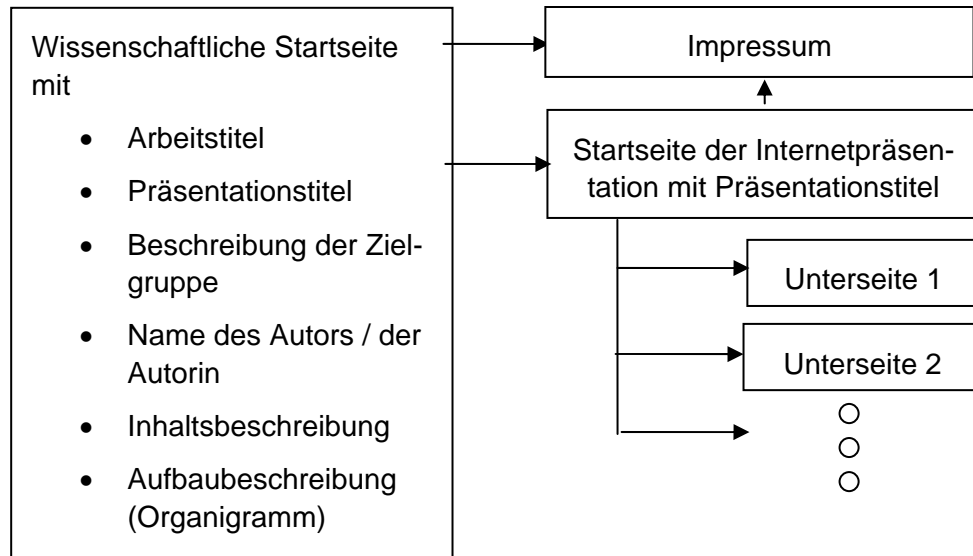 Wissenschaftliche Startseite
mit
• Arbeitstitel
• Präsentationstitel
• Beschreibung der Ziel-
gruppe
• Name des Autors / der
Autorin
• Inhaltsbeschreibung
• Aufbaubeschreibung
(Organigramm)
Impressum
Startseite der Internetpräsen-
tation mit Präsentationstitel
Unterseite 1
Unterseite 2